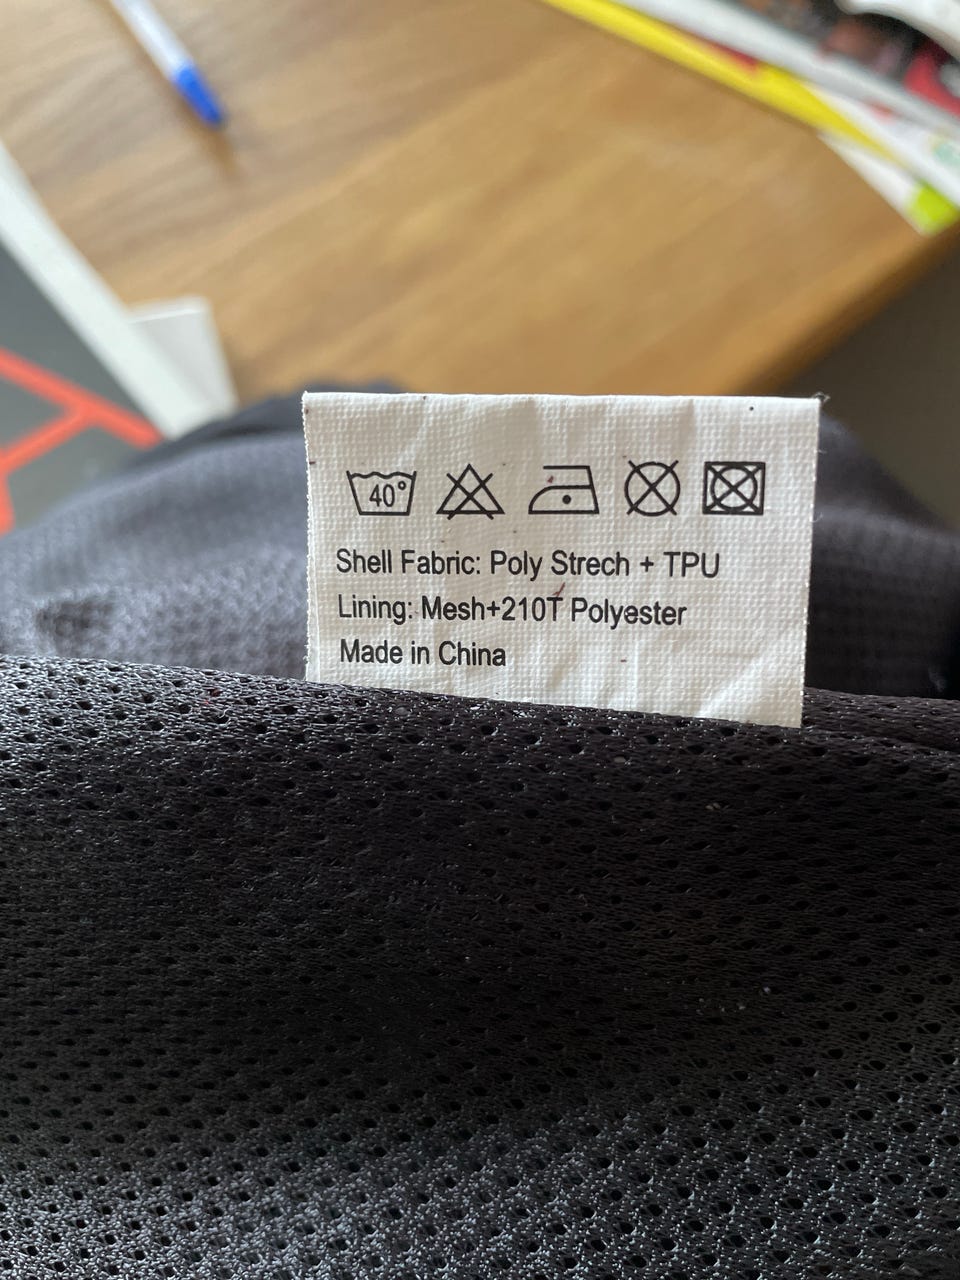 40°
Shell Fabric: Poly Strech + TPU
Lining: Mesh+210T Polyester
Made in China